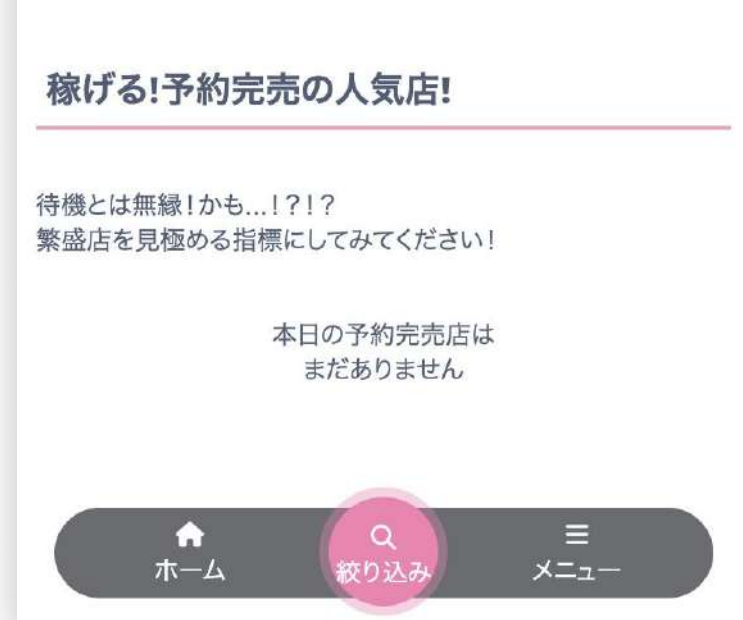 稼げる!予約完売の人気店!
待機とは無縁!かも...!?!?
繁盛店を見極める指標にしてみてください!
本日の予約完売店は
まだありません
ホーム
絞り込み
メニュー